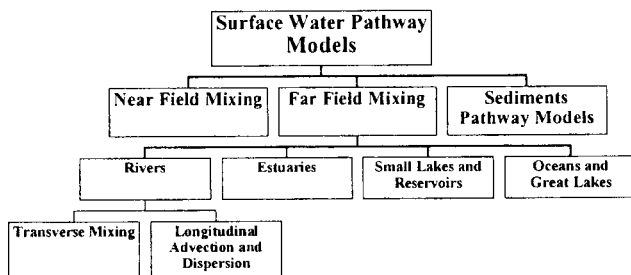 Surface Water Pathway
Models
Near Field Mixing
Far Field Mixing
Sediments
Pathway Models
Rivers
Estuaries
Small Lakes and
Reservoirs
Oceans and
Great Lakes
Transverse Mixing
Longitudinal
Advection and
Dispersion